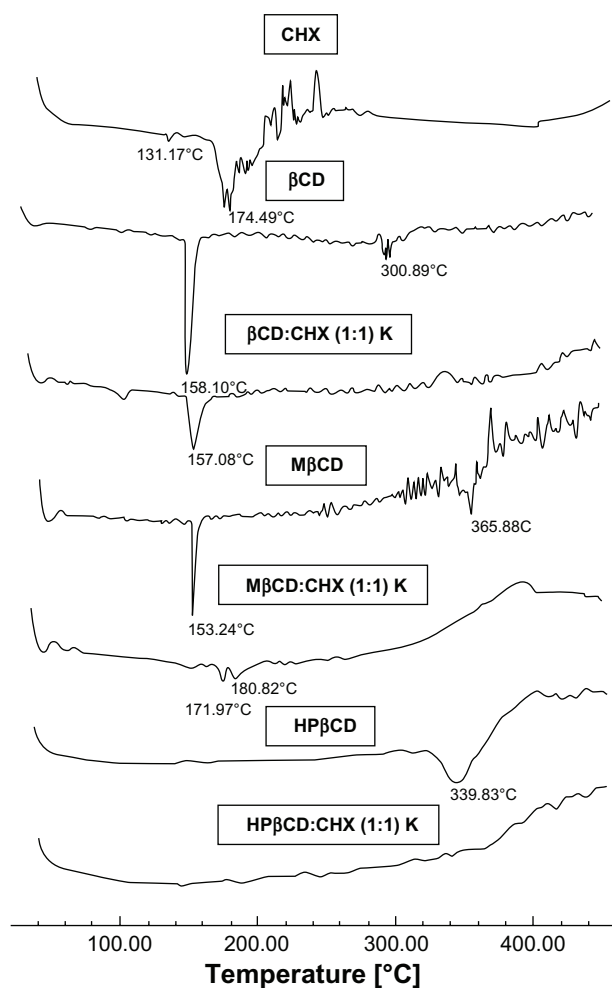 CHX
131.17°C
βCD
174.49°C
300.89°C
βCD:CHX (1:1) K
158.10°C
157.08°C
MβCD
365.88C
MβCD:CHX (1:1) K
153.24°C
180.82°C
171.97°C
HPβCD
339.83°C
HPβCD:CHX (1:1) K
100.00 200.00 300.00 400.00
Temperature [°C]